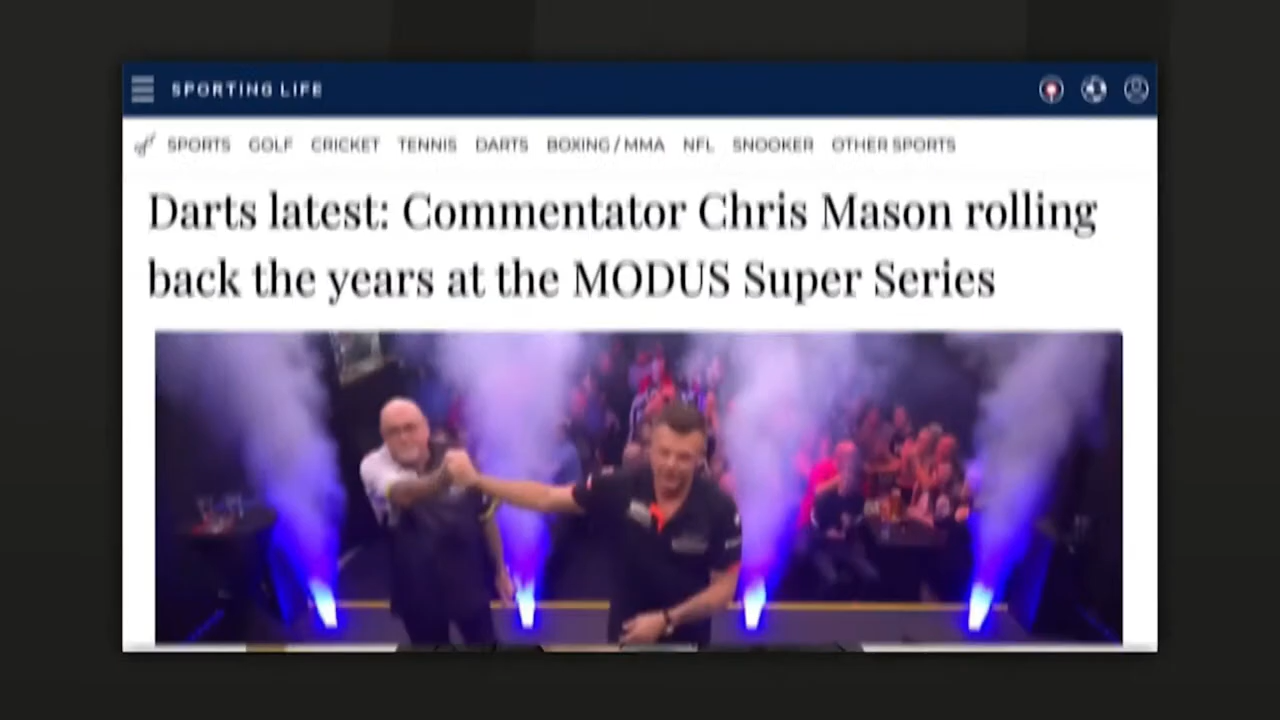 SPORTING LIFE
SPORTS GOLF CRICKET TENNIS DARTS BOXING / MMA NFL SNOOKER OTHER SPORTS
Darts latest: Commentator Chris Mason rolling
back the years at the MODUS Super Series